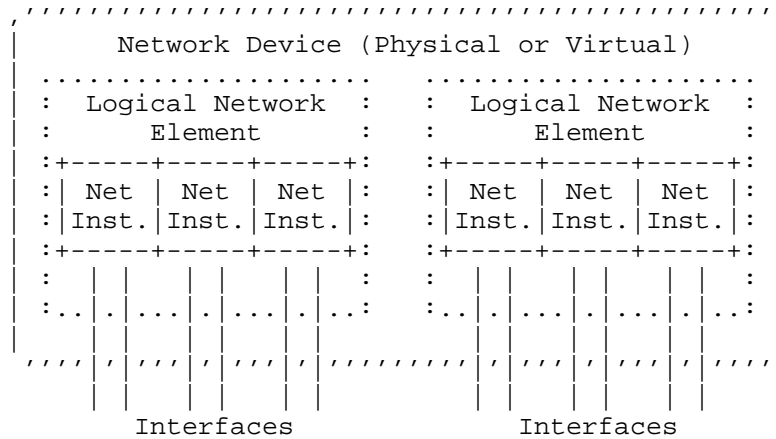 Network Device (Physical or Virtual)
Logical Network Logical Network
Element Element
Net Net Net Net Net Net
Inst. Inst. Inst. Inst. Inst. Inst.
Interfaces Interfaces